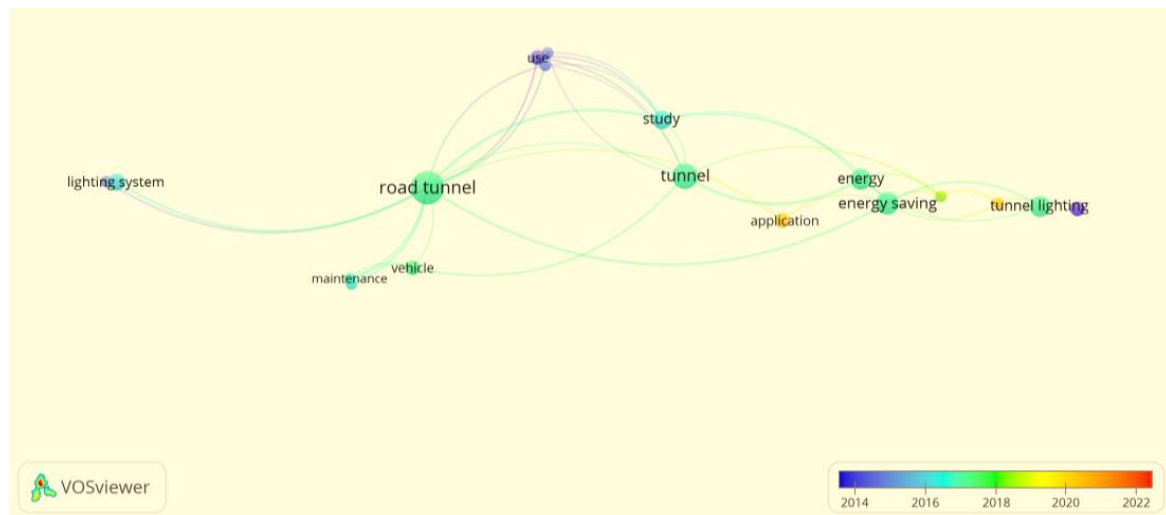 use
study
tunnel
lighting system
road tunnel
energy
energy saving
tunnel lighting
application
vehicle
maintenance
VOSviewer
2014 2016 2018 2020 2022